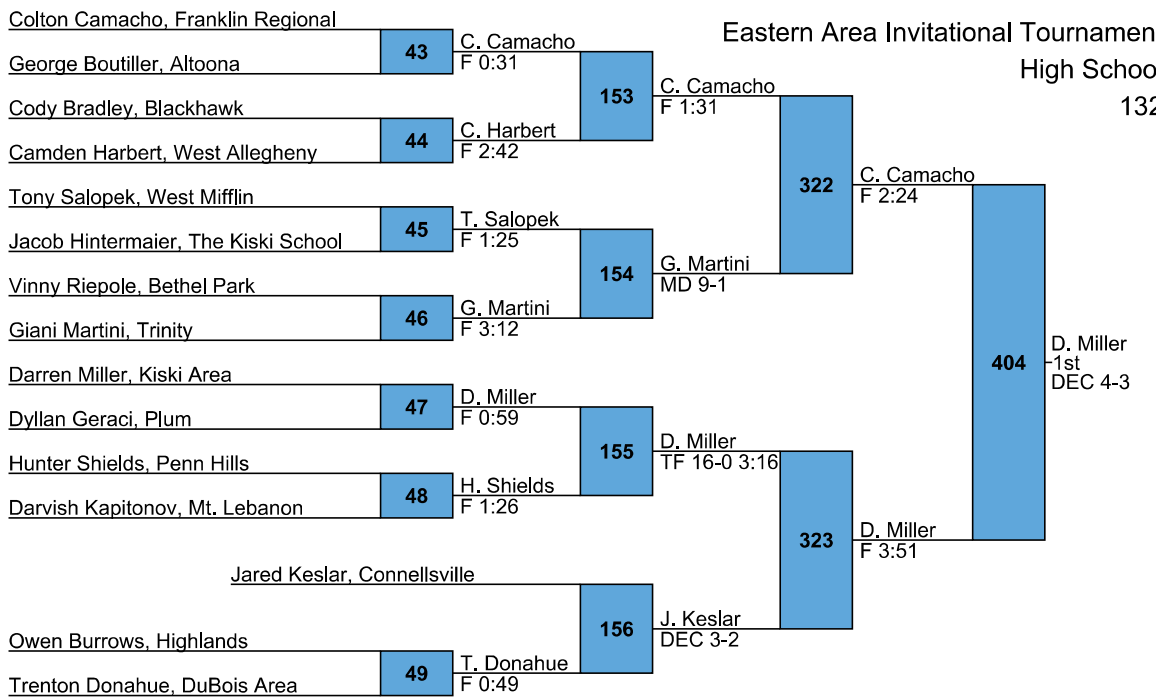 Eastern Area Invitational Tournamen
High Schoo
132
Colton Camacho, Franklin Regional
43
George Boutiller, Altoona
C. Camacho
F 0:31
Cody Bradley, Blackhawk
44
Camden Harbert, West Allegheny
C. Harbert
F 2:42
153
C. Camacho
F 1:31
Tony Salopek, West Mifflin
45
Jacob Hintermaier, The Kiski School
T. Salopek
F 1:25
Vinny Riepole, Bethel Park
46
Giani Martini, Trinity
G. Martini
F 3:12
154
G. Martini
MD 9-1
322
C. Camacho
F 2:24
Darren Miller, Kiski Area
47
Dyllan Geraci, Plum
D. Miller
F 0:59
Hunter Shields, Penn Hills
48
Darvish Kapitonov, Mt. Lebanon
H. Shields
F 1:26
155
D. Miller
TF 16-0 3:16
Jared Keslar, Connellsville
Owen Burrows, Highlands
49
Trenton Donahue, DuBois Area
T. Donahue
F 0:49
156
J. Keslar
DEC 3-2
323
D. Miller
F 3:51
404
D. Miller
1st
DEC 4-3